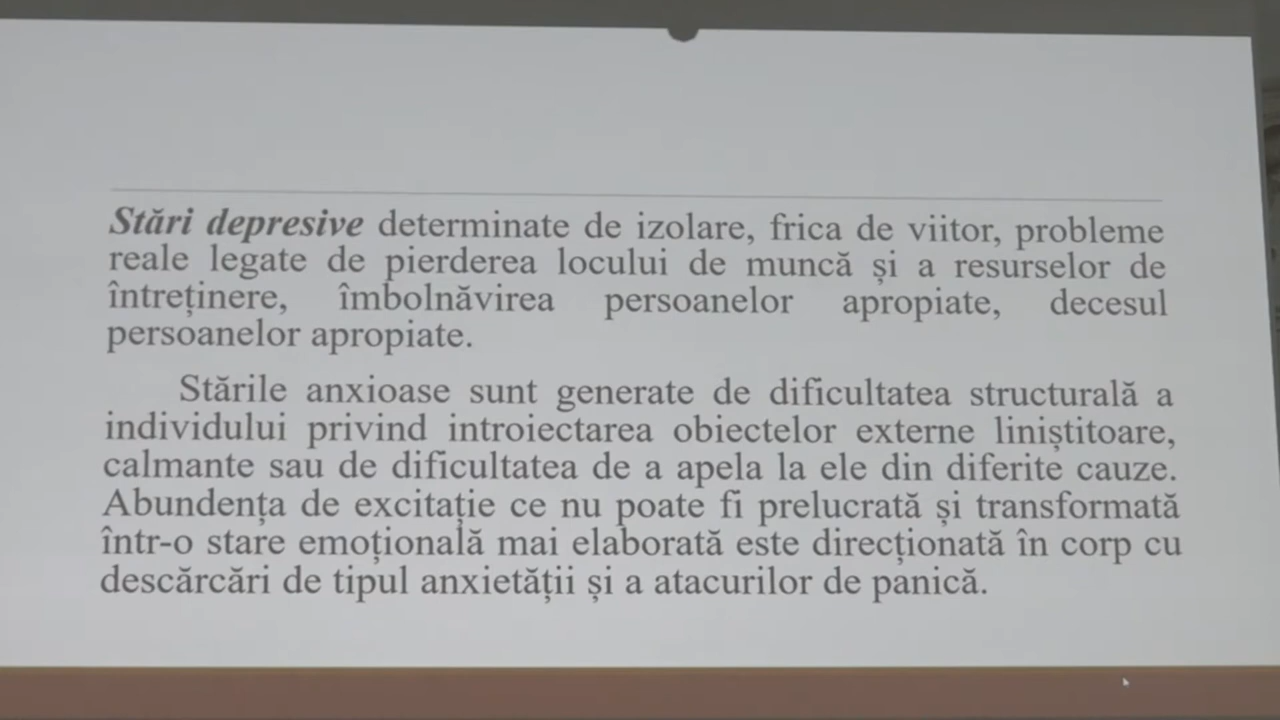 Stări depresive determinate de izolare, frica de viitor, probleme
reale legate de pierderea locului de muncă și a resurselor de
întreținere, îmbolnăvirea persoanelor apropiate, decesul
persoanelor apropiate.
Stările anxioase sunt generate de dificultatea structurală a
individului privind introiectarea obiectelor externe liniștitoare,
calmante sau de dificultatea de a apela la ele din diferite cauze.
Abundența de excitație ce nu poate fi prelucrată și transformată
într-o stare emoțională mai elaborată este direcționată în corp cu
descărcări de tipul anxietății și a atacurilor de panică.